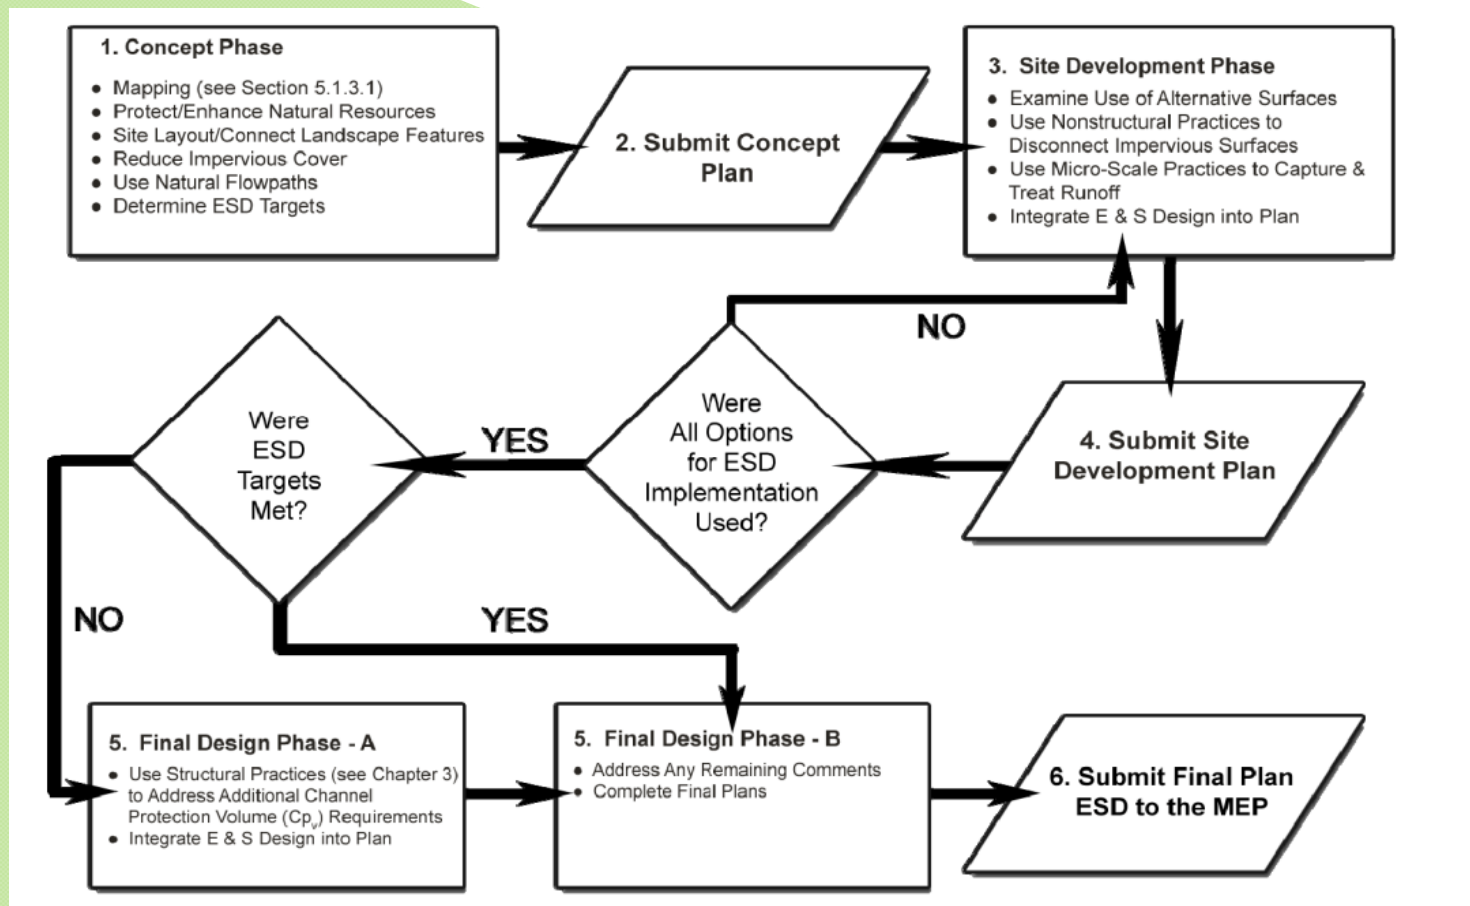 1. Concept Phase
• Mapping (see Section 5.1.3.1)
• Protect/Enhance Natural Resources
• Site Layout/Connect Landscape Features
• Reduce Impervious Cover
• Use Natural Flowpaths
• Determine ESD Targets
2. Submit Concept
Plan
3. Site Development Phase
• Examine Use of Alternative Surfaces
• Use Nonstructural Practices to
Disconnect Impervious Surfaces
• Use Micro-Scale Practices to Capture &
Treat Runoff
• Integrate E & S Design into Plan
NO
4. Submit Site
Development Plan
Were
All Options
for ESD
Implementation
Used?
YES
Were
ESD
Targets
Met?
NO
YES
5. Final Design Phase - A
• Use Structural Practices (see Chapter 3)
to Address Additional Channel
Protection Volume (Cpv) Requirements
• Integrate E & S Design into Plan
5. Final Design Phase - B
• Address Any Remaining Comments
• Complete Final Plans
6. Submit Final Plan
ESD to the MEP